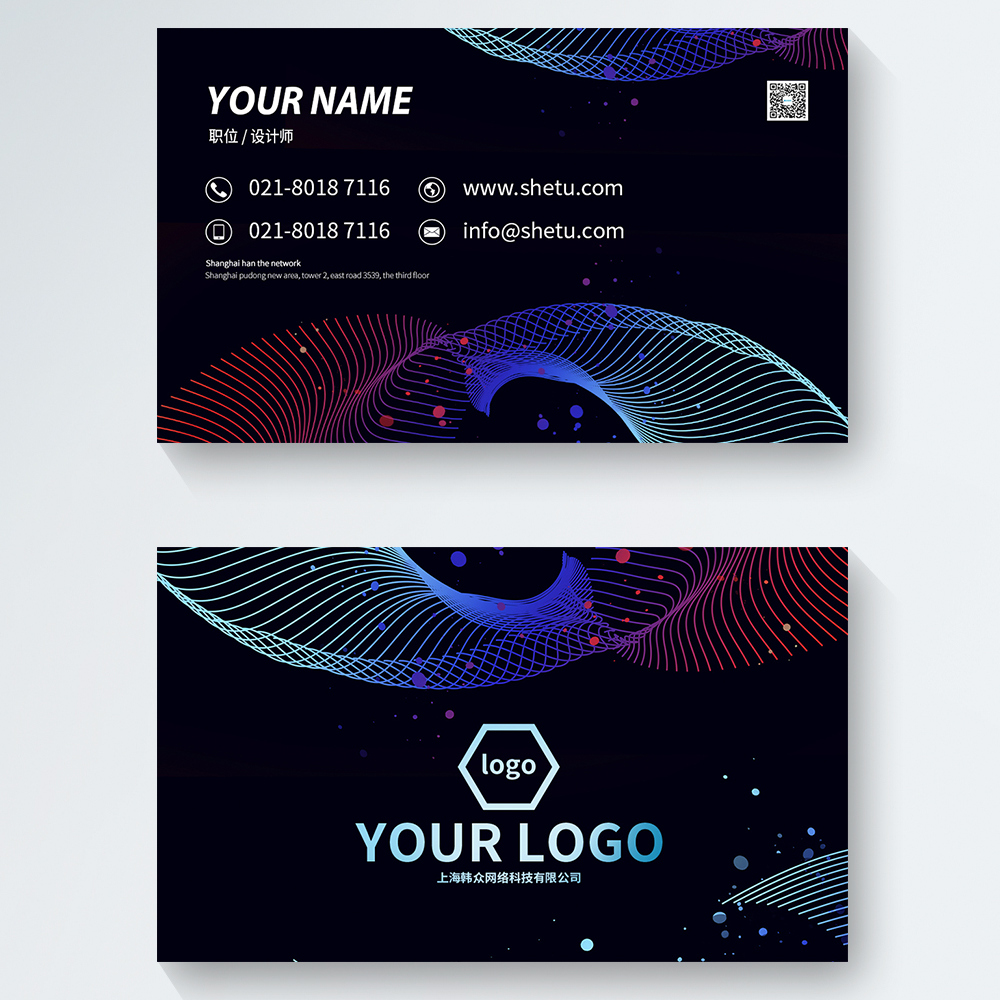 YOUR NAME
职位 / 设计师
021-8018 7116
www.shetu.com
021-8018 7116
info@shetu.com
Shanghai han the network
Shanghai pudong new area, tower 2, east road 3539, the third floor
logo
YOUR LOGO
上海韩众网络科技有限公司